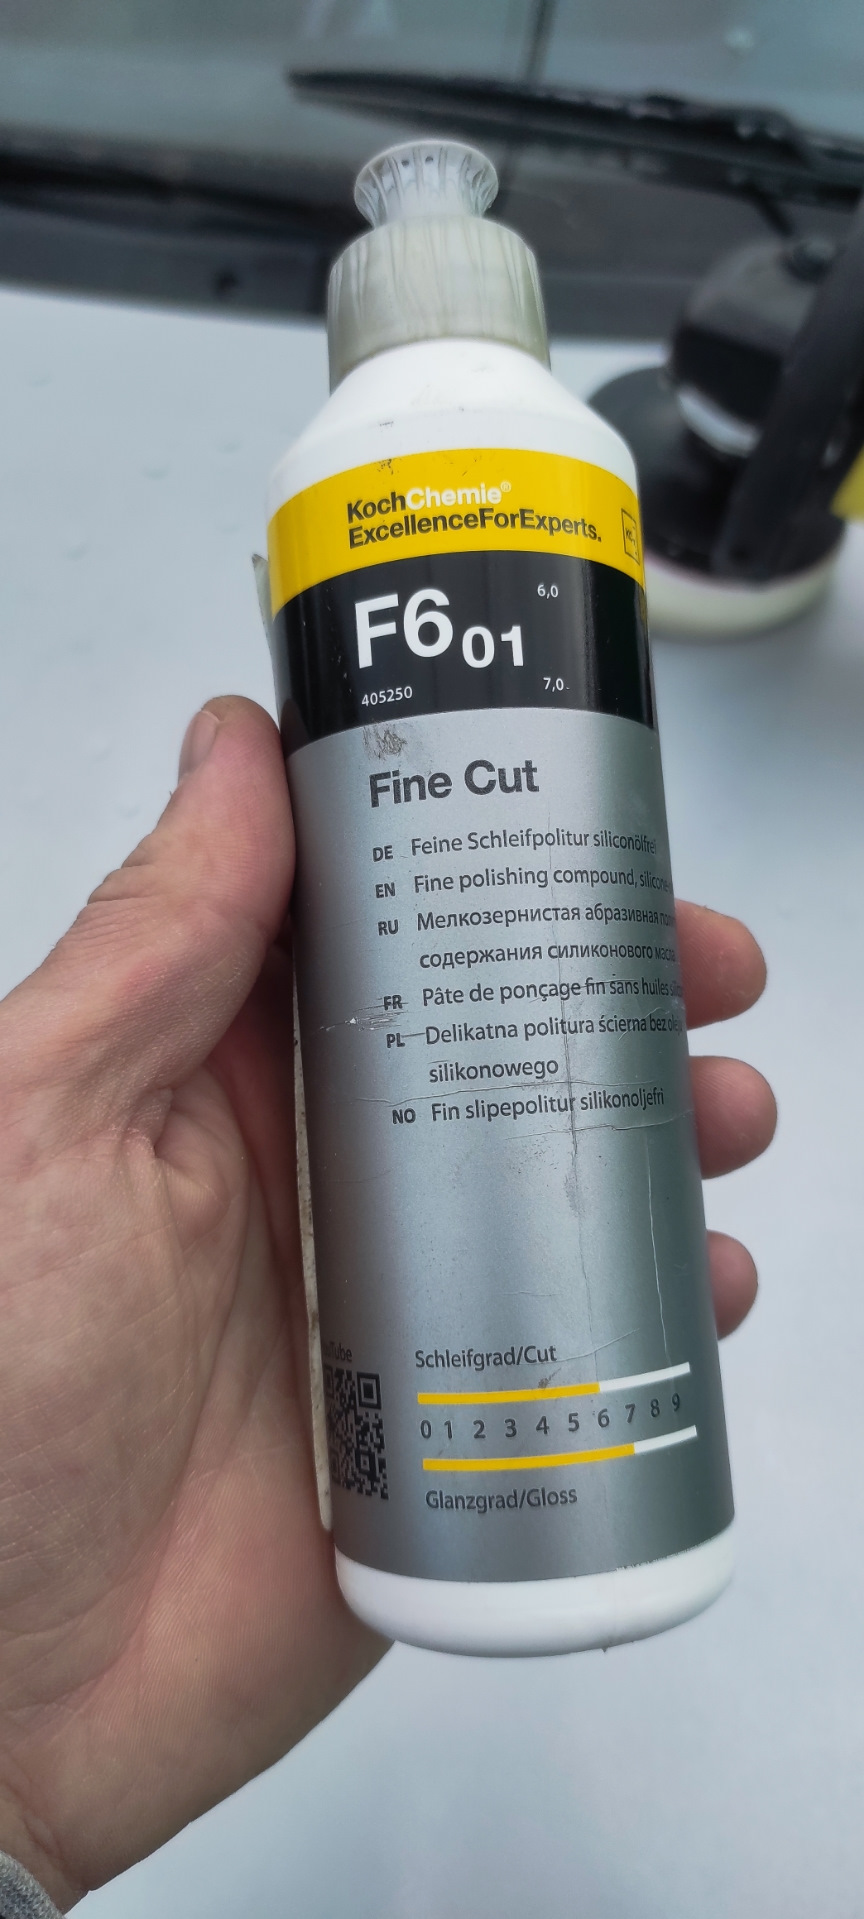 KochChemie®
ExcellenceForExperts.
F6 01
6,0
405250
7,0
Fine Cut
DE Feine Schleifpolitur siliconölfrei
EN Fine polishing compound, silicone-
RU Мелкозернистая абразивная
содержания силиконового масла
FR Pâte de ponçage fin sans huiles
PL Delikatna politura ścierna bez
silikonowego
NO Fin slipepolitur silikonoljefri
Schleifgrad/Cut
0 1 2 3 4 5 6 7 8 9
Glanzgrad/Gloss